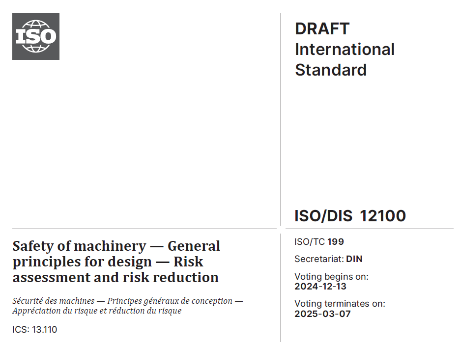 ISO
DRAFT
International
Standard
ISO/DIS 12100
Safety of machinery — General
principles for design — Risk
assessment and risk reduction
Sécurité des machines — Principes généraux de conception —
Appréciation du risque et réduction du risque
ICS: 13.110
ISO/TC 199
Secretariat: DIN
Voting begins on:
2024-12-13
Voting terminates on:
2025-03-07